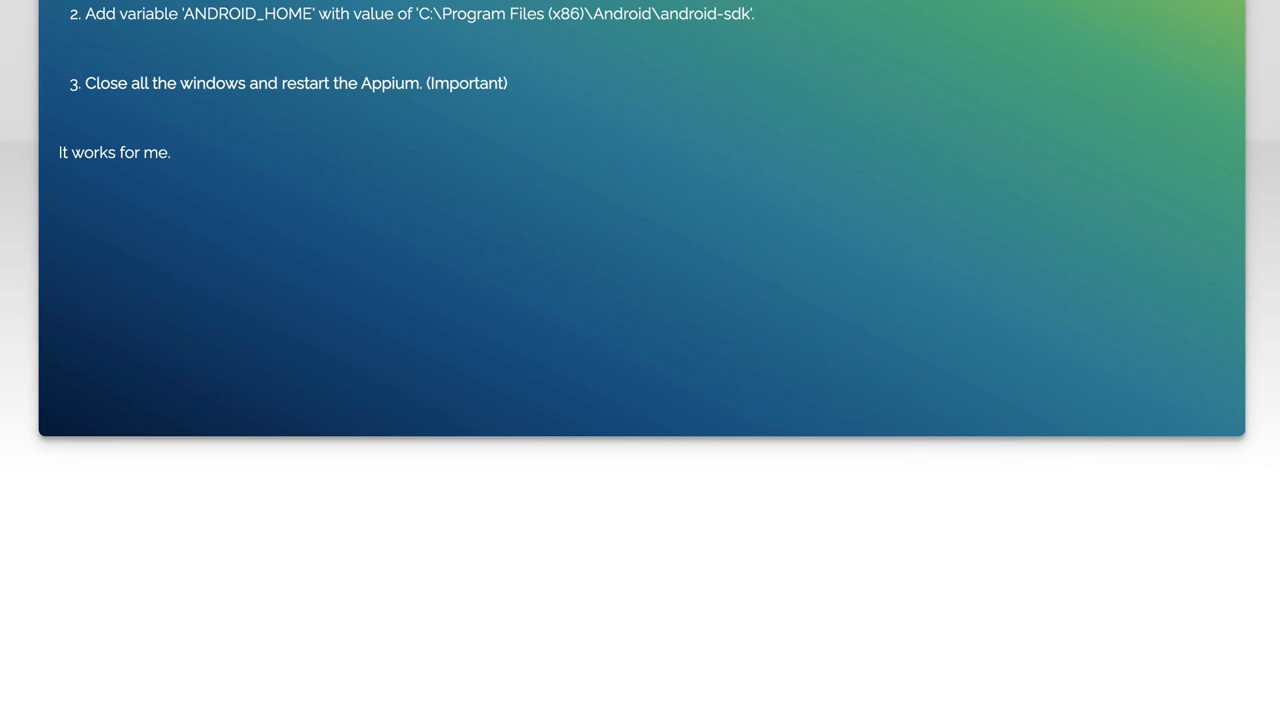 2. Add variable 'ANDROID_HOME' with value of 'C:\Program Files (x86)\Android\android-sdk'.
3. Close all the windows and restart the Appium. (Important)
It works for me.